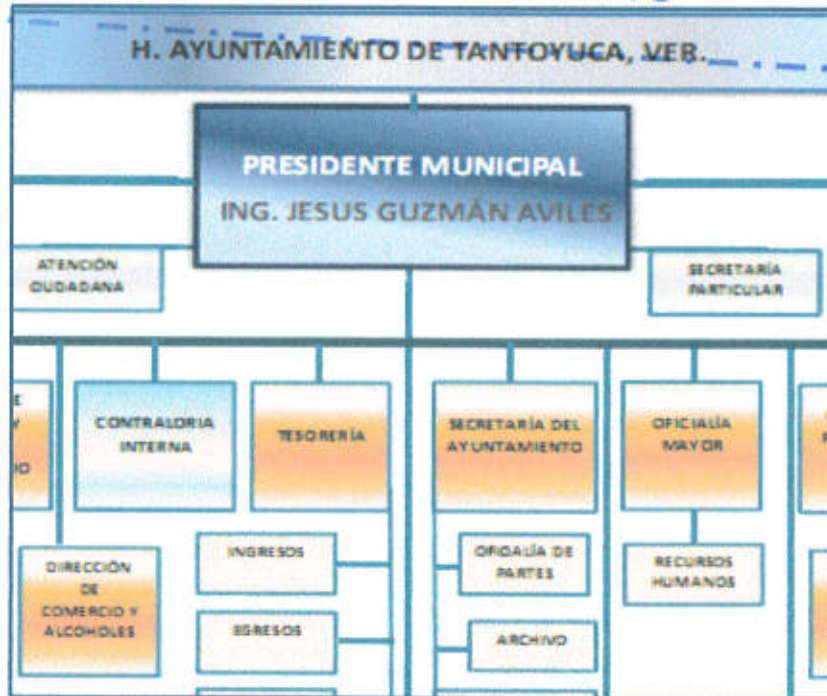 H. AYUNTAMIENTO DE TANTOYUCA, VER.
PRESIDENTE MUNICIPAL
ING. JESUS GUZMÁN AVILES
ATENCIÓN
CIUDADANA
SECRETARÍA
PARTICULAR
CONTRALORIA
INTERNA
TESORERÍA
SECRETARÍA DEL
AYUNTAMIENTO
OFICIALÍA
MAYOR
DIRECCIÓN
DE
COMERCIO Y
ALCOHOLES
INGRESOS
EGRESOS
OFICIALÍA DE
PARTES
ARCHIVO
RECURSOS
HUMANOS